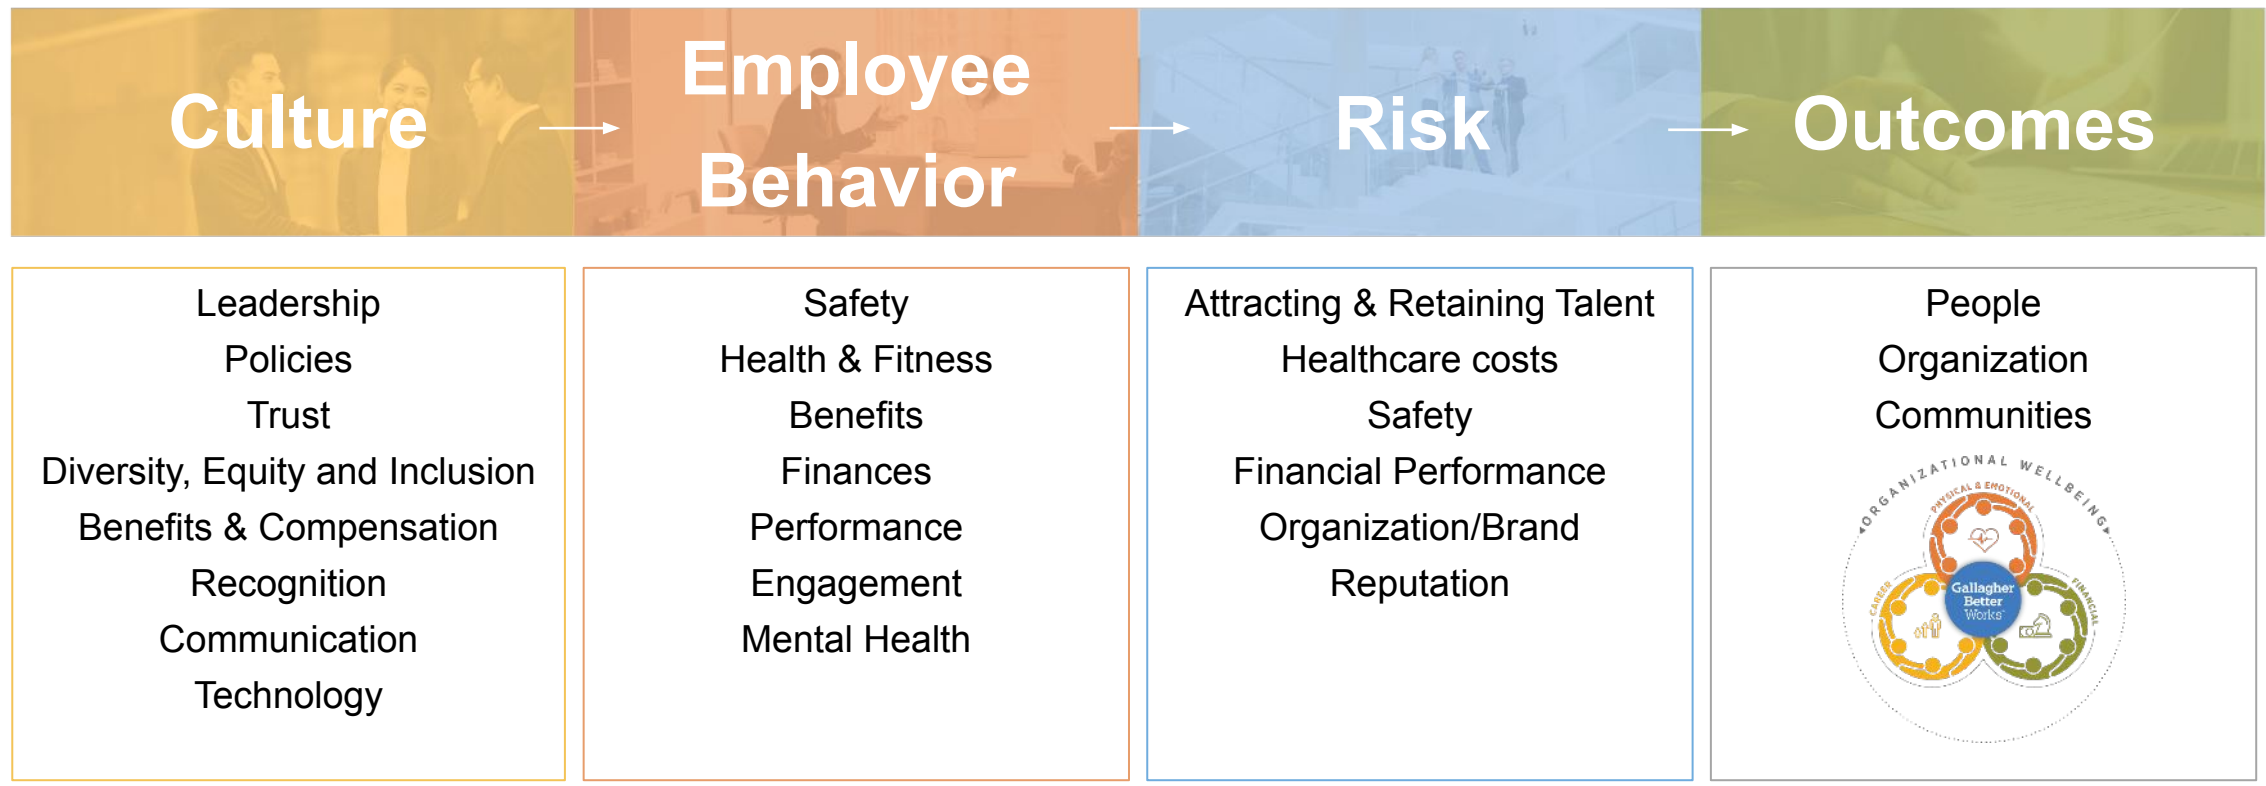 Culture
Employee
Behavior
Risk
Outcomes
Leadership
Policies
Trust
Diversity, Equity and Inclusion
Benefits & Compensation
Recognition
Communication
Technology
Safety
Health & Fitness
Benefits
Finances
Performance
Engagement
Mental Health
Attracting & Retaining Talent
Healthcare costs
Safety
Financial Performance
Organization/Brand
Reputation
People
Organization
Communities
ORGANIZATIONAL WELLBEING
PHYSICAL & EMOTIONAL
CAREER
FINANCIAL
Gallagher
Better
Works™